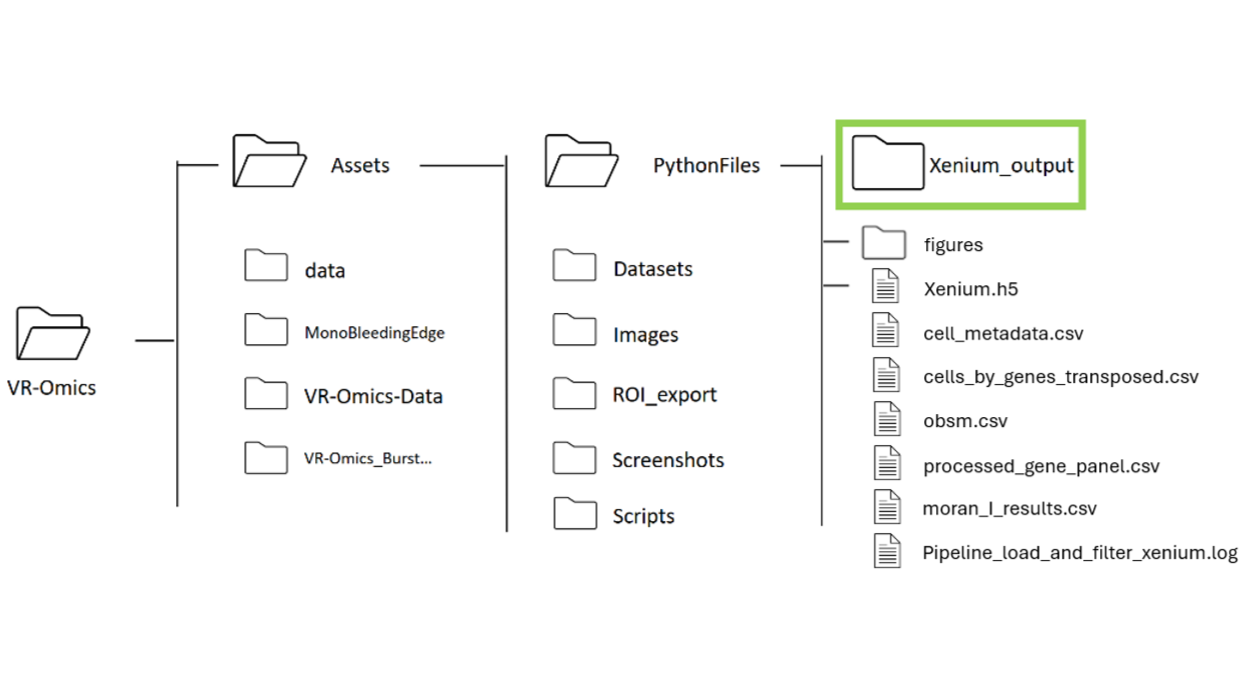 VR-Omics
Assets
data
MonoBleedingEdge
VR-Omics-Data
VR-Omics_Burst...
PythonFiles
Datasets
Images
ROI_export
Screenshots
Scripts
Xenium_output
figures
Xenium.h5
cell_metadata.csv
cells_by_genes_transposed.csv
obsm.csv
processed_gene_panel.csv
moran_I_results.csv
Pipeline_load_and_filter_xenium.log